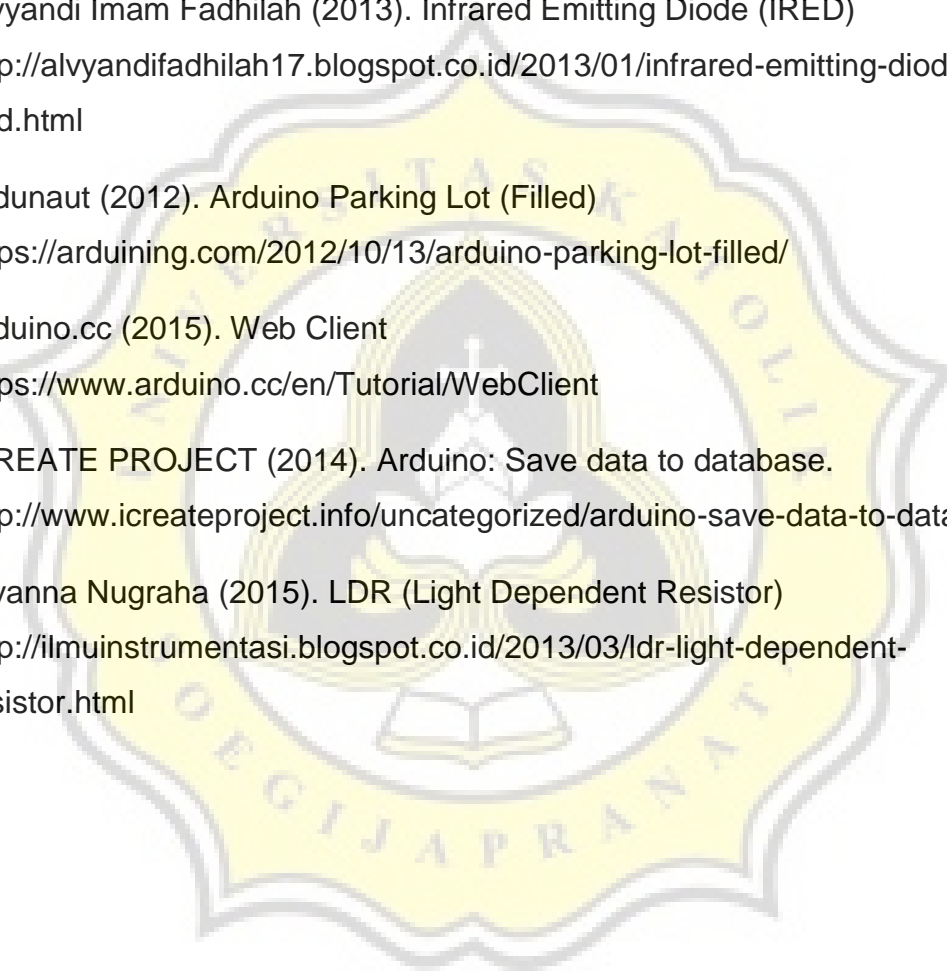 vyandi Imam Fadhilah (2013). Infrared Emitting Diode (IRED)
p://alvyandifadhilah17.blogspot.co.id/2013/01/infrared-emitting-diod
d.html
dunaut (2012). Arduino Parking Lot (Filled)
ps://arduining.com/2012/10/13/arduino-parking-lot-filled/
duino.cc (2015). Web Client
ps://www.arduino.cc/en/Tutorial/WebClient
REATE PROJECT (2014). Arduino: Save data to database.
p://www.icreateproject.info/uncategorized/arduino-save-data-to-data
vanna Nugraha (2015). LDR (Light Dependent Resistor)
p://ilmuinstrumentasi.blogspot.co.id/2013/03/ldr-light-dependent-
sistor.html
UNIVERSITAS KATOLIK
SOEGIJAPRANATA